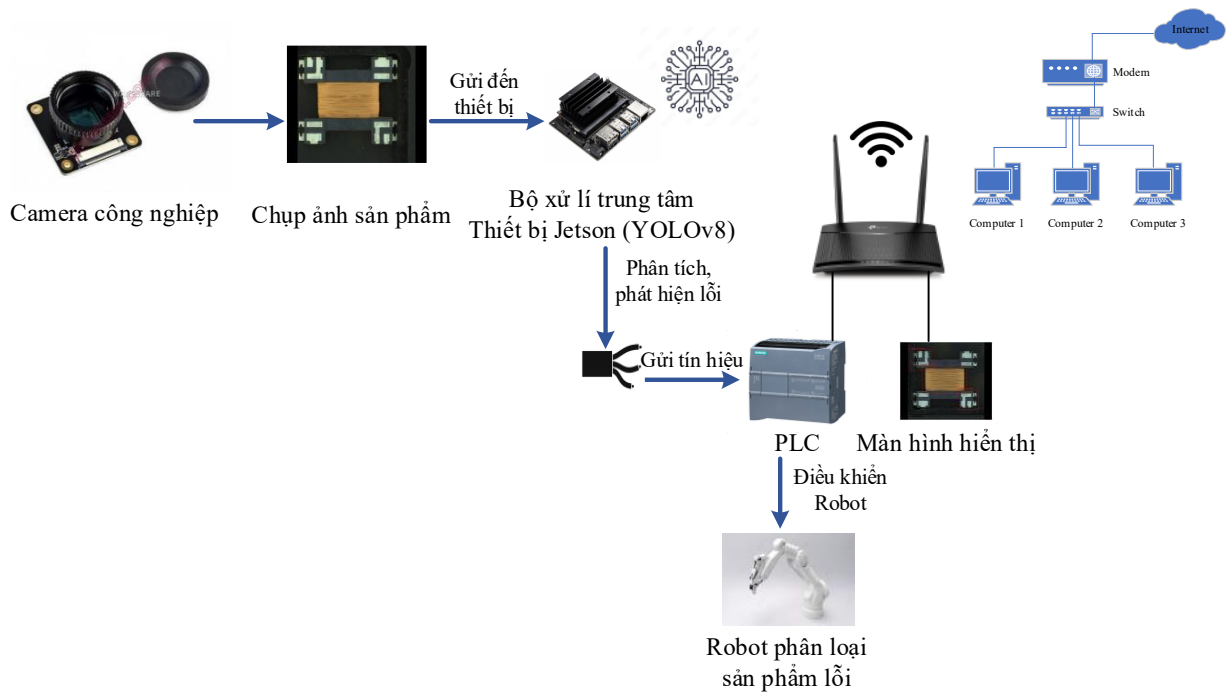 Internet
Modem
Switch
Computer 1
Computer 2
Computer 3
AI
Gửi đến
thiết bị
Camera công nghiệp
Chụp ảnh sản phẩm
Bộ xử lí trung tâm
Thiết bị Jetson (YOLOv8)
Phân tích,
phát hiện lỗi
Gửi tín hiệu
PLC
Màn hình hiển thị
Điều khiển
Robot
Robot phân loại
sản phẩm lỗi